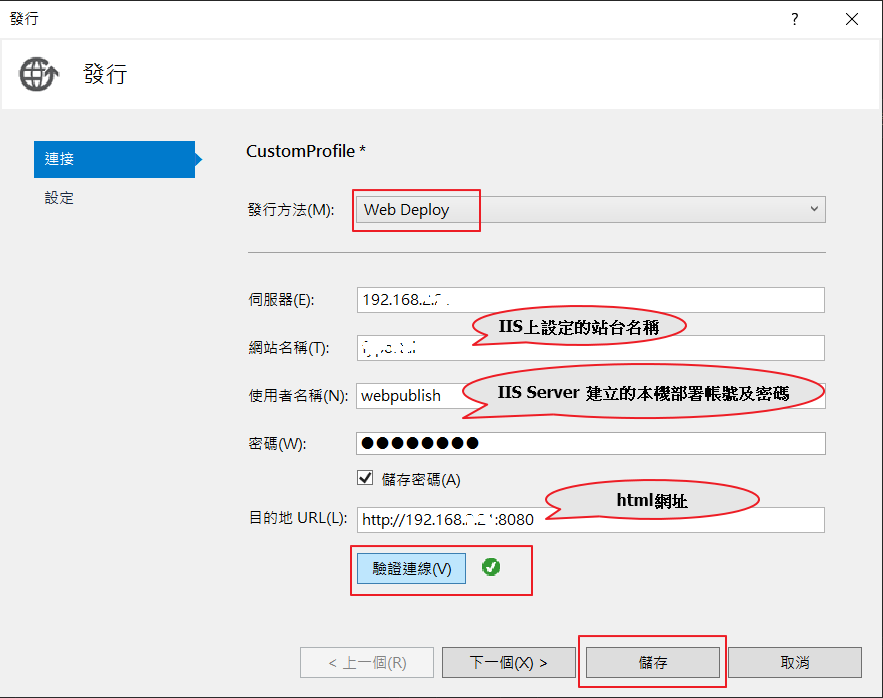 發行
?
發行
連接
設定
CustomProfile *
發行方法(M):
Web Deploy
伺服器(E):
192.168.
IIS上設定的站台名稱
網站名稱(T):
使用者名稱(N):
webpublish
IIS Server 建立的本機部署帳號及密碼
密碼(W):
●●●●●●●●
儲存密碼(A)
html網址
目的地 URL(L):
http://192.168. :8080
驗證連線(V)
< 上一個(R)
下一個(X) >
儲存
取消